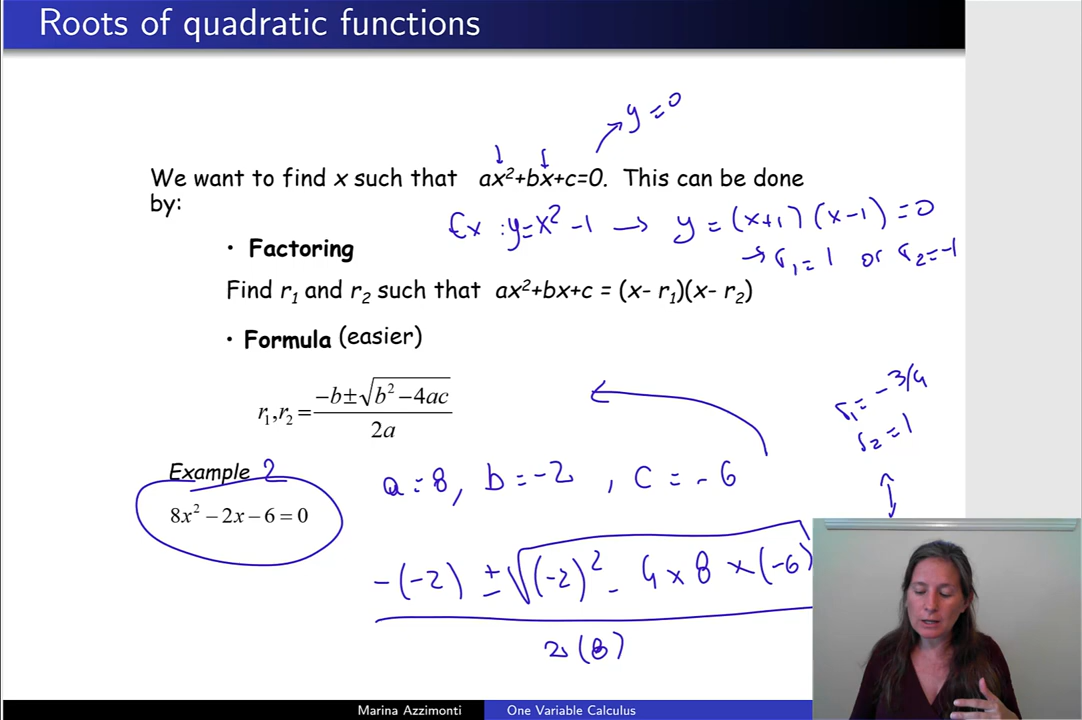 Roots of quadratic functions
y=0
We want to find x such that ax²+bx+c=0. This can be done
by:
Ex : y=x²-1 → y = (x+1) (x-1) = 0
→ r₁ = 1 or r₂ = -1
• Factoring
Find r₁ and r₂ such that ax²+bx+c = (x- r₁)(x- r₂)
• Formula (easier)
r₁,r₂ = (-b±√(b²-4ac))/(2a)
r₁ = -3/4
r₂ = 1
Example 2
a = 8, b = -2, c = -6
8x² - 2x - 6 = 0
-(-2) ± √((-2)² - 4 x 8 x (-6)
2(8)
Marina Azzimonti One Variable Calculus